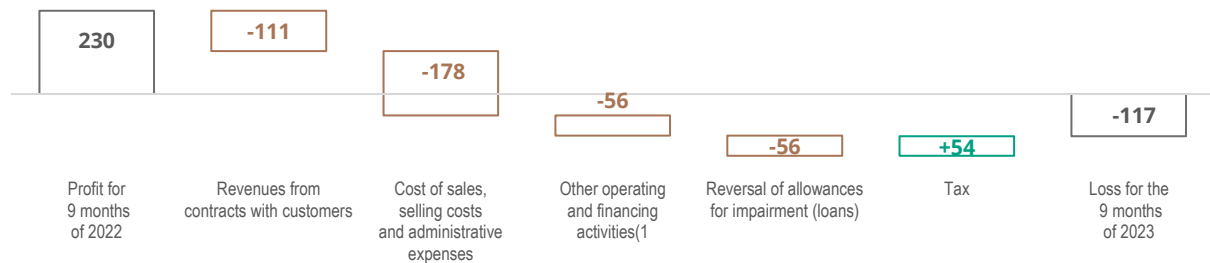 230
-111
-178
-56
-56
+54
-117
Profit for
9 months
of 2022
Revenues from
contracts with customers
Cost of sales,
selling costs
and administrative
expenses
Other operating
and financing
activities(1
Reversal of allowances
for impairment (loans)
Tax
Loss for the
9 months
of 2023